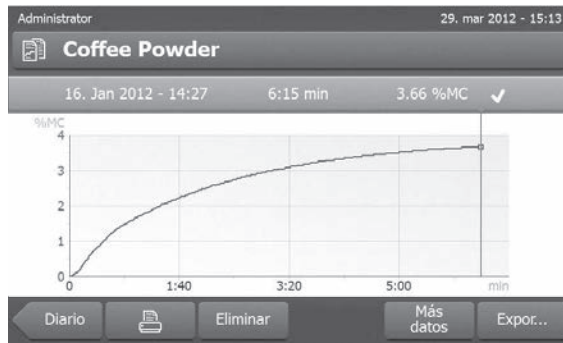 Administrator 29. mar 2012 - 15:13
Coffee Powder
16. Jan 2012 - 14:27 6:15 min 3.66 %MC
%MC
4
3
2
1
0
0 1:40 3:20 5:00 min
Diario Eliminar Más datos Expor...